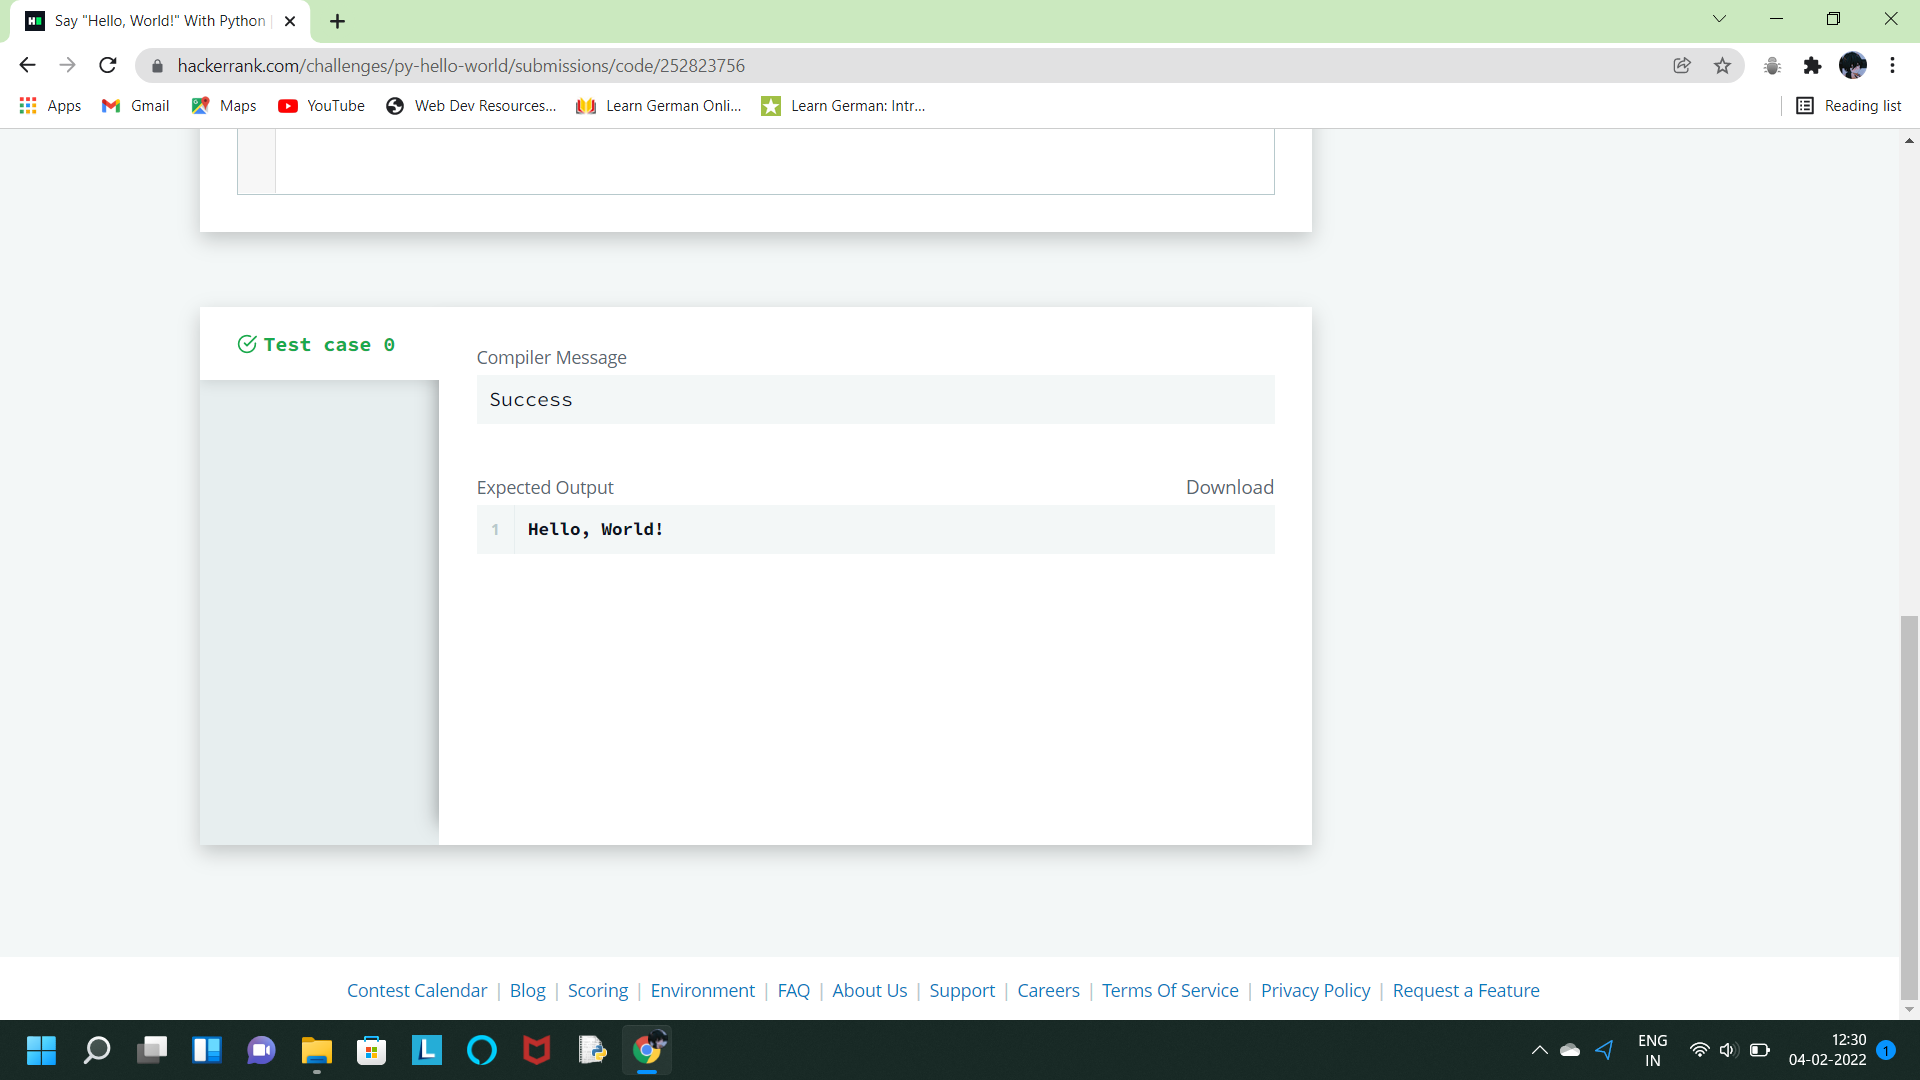 Say "Hello, World!" With Python
hackerrank.com/challenges/py-hello-world/submissions/code/252823756
Apps Gmail Maps YouTube Web Dev Resources... Learn German Onli... Learn German: Intr... Reading list
Test case 0
Compiler Message
Success
Expected Output Download
1 Hello, World!
Contest Calendar | Blog | Scoring | Environment | FAQ | About Us | Support | Careers | Terms Of Service | Privacy Policy | Request a Feature
ENG 12:30
IN 04-02-2022 1